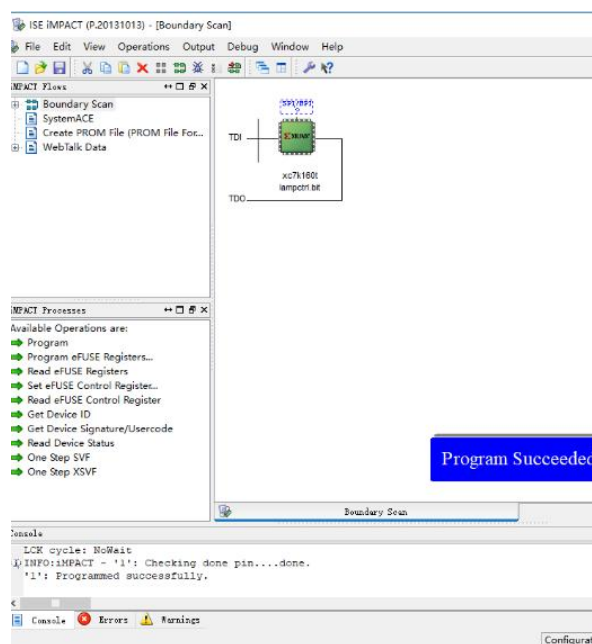 ISE iMPACT (P.20131013) - [Boundary Scan]
File Edit View Operations Output Debug Window Help
iMPACT Flows
Boundary Scan
SystemACE
Create PROM File (PROM File For...
WebTalk Data
SPI/BPI
?
TDI
XILINX
xc7k160t
lampctrl.bit
TDO
iMPACT Processes
Available Operations are:
Program
Program eFUSE Registers...
Read eFUSE Registers
Set eFUSE Control Register...
Read eFUSE Control Register
Get Device ID
Get Device Signature/Usercode
Read Device Status
One Step SVF
One Step XSVF
Program Succeeded
Boundary Scan
Console
LCK cycle: NoWait
INFO:iMPACT - '1': Checking done pin....done.
'1': Programmed successfully.
Console Errors Warnings
Configurat